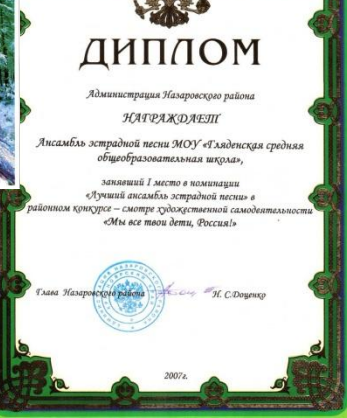 ДИПЛОМ
Администрация Назаровского района
НАГРАЖДАЕТ
Ансамбль эстрадной песни МОУ «Гляденская средняя
общеобразовательная школа»,
занявший I место в номинации
«Лучший ансамбль эстрадной песни» в
районном конкурсе – смотре художественной самодеятельности
«Мы все твои дети, Россия!»
Глава Назаровского района Н. С.Доценко
2007г.